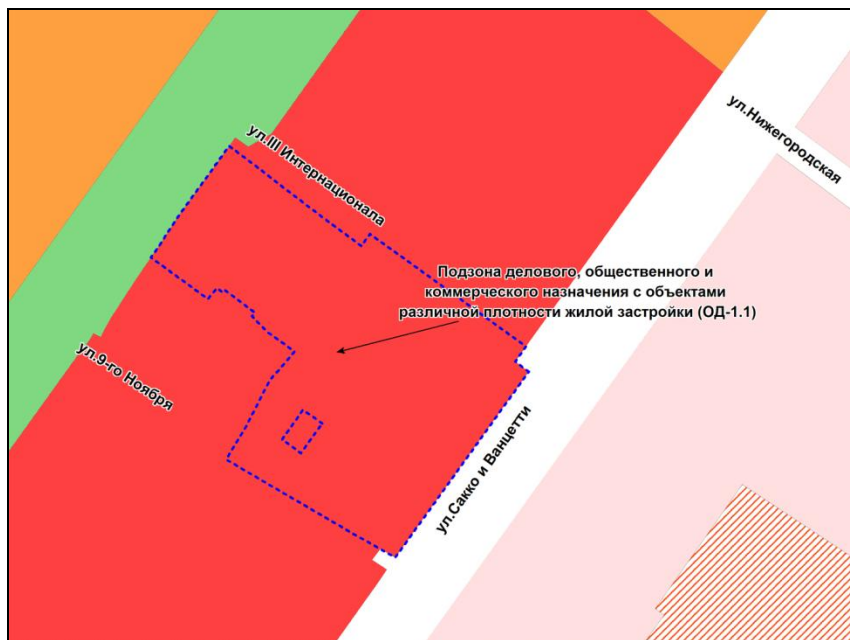 ул.Нижегородская
ул.III Интернационала
Подзона делового, общественного и
коммерческого назначения с объектами
различной плотности жилой застройки (ОД-1.1)
ул.9-го Ноября
ул.Сакко и Ванцетти